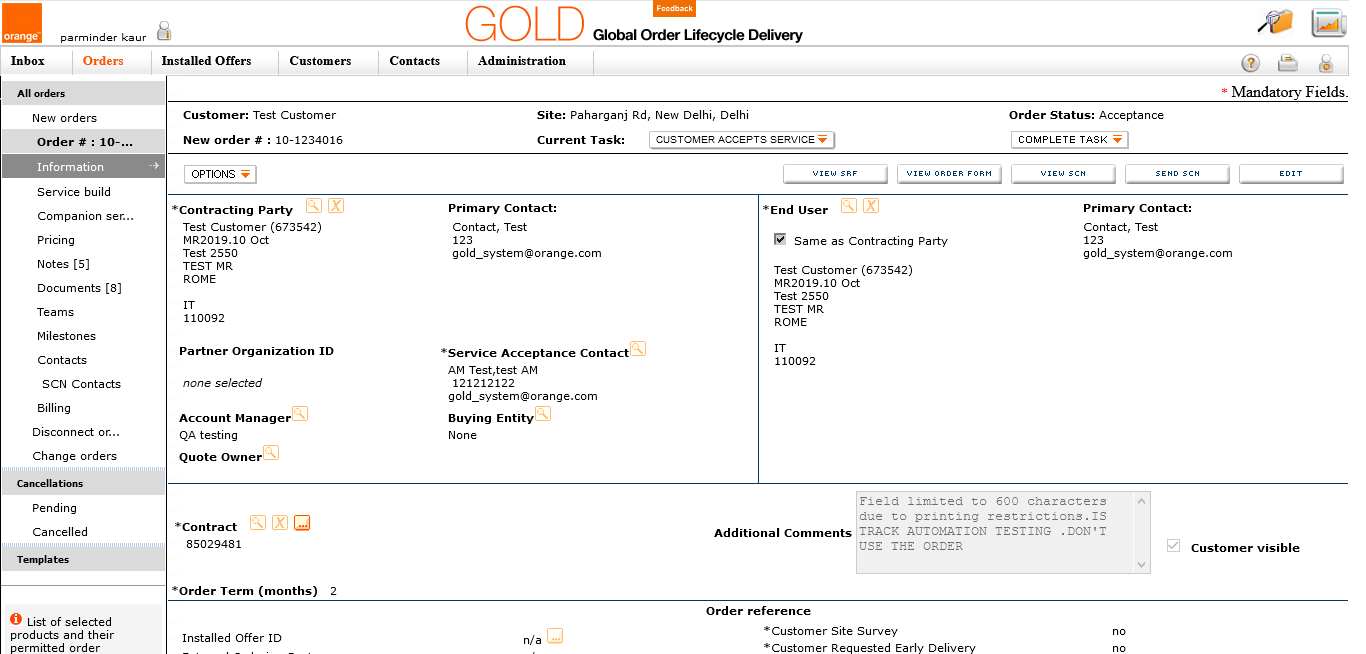 Feedback
orange™
parminder kaur
GOLD Global Order Lifecycle Delivery
Inbox Orders Installed Offers Customers Contacts Administration
All orders
New orders
Order # : 10-...
Information
Service build
Companion ser...
Pricing
Notes [5]
Documents [8]
Teams
Milestones
Contacts
SCN Contacts
Billing
Disconnect or...
Change orders
Cancellations
Pending
Cancelled
Templates
List of selected
products and their
permitted order
* Mandatory Fields.
Customer: Test Customer Site: Paharganj Rd, New Delhi, Delhi Order Status: Acceptance
New order # : 10-1234016 Current Task: CUSTOMER ACCEPTS SERVICE COMPLETE TASK
OPTIONS VIEW SRF VIEW ORDER FORM VIEW SCN SEND SCN EDIT
*Contracting Party X
Test Customer (673542)
MR2019.10 Oct
Test 2550
TEST MR
ROME
IT
110092
Primary Contact:
Contact, Test
123
gold_system@orange.com
Partner Organization ID
none selected
*Service Acceptance Contact
AM Test,test AM
121212122
gold_system@orange.com
Account Manager
QA testing
Buying Entity
None
Quote Owner
*End User X
Same as Contracting Party
Test Customer (673542)
MR2019.10 Oct
Test 2550
TEST MR
ROME
IT
110092
Primary Contact:
Contact, Test
123
gold_system@orange.com
*Contract X ...
85029481
Additional Comments
Field limited to 600 characters
due to printing restrictions.IS
TRACK AUTOMATION TESTING .DON'T
USE THE ORDER
Customer visible
*Order Term (months) 2
Order reference
Installed Offer ID n/a ...
*Customer Site Survey no
*Customer Requested Early Delivery no